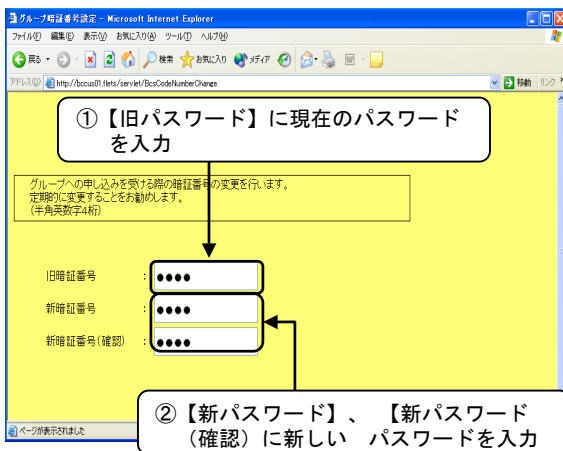 グループ暗証番号設定 - Microsoft Internet Explorer
ファイル(F) 編集(E) 表示(V) お気に入り(A) ツール(T) ヘルプ(H)
戻る 検索 お気に入り メディア
アドレス(D) http://bccus01.flets/servlet/BcsCodeNumberChange 移動 リンク »
①【旧パスワード】に現在のパスワード
を入力
グループへの申し込みを受ける際の暗証番号の変更を行います。
定期的に変更することをお勧めします。
(半角英数字4桁)
旧暗証番号 : ●●●●
新暗証番号 : ●●●●
新暗証番号(確認) : ●●●●
②【新パスワード】、 【新パスワード
(確認)に新しい パスワードを入力
ページが表示されました